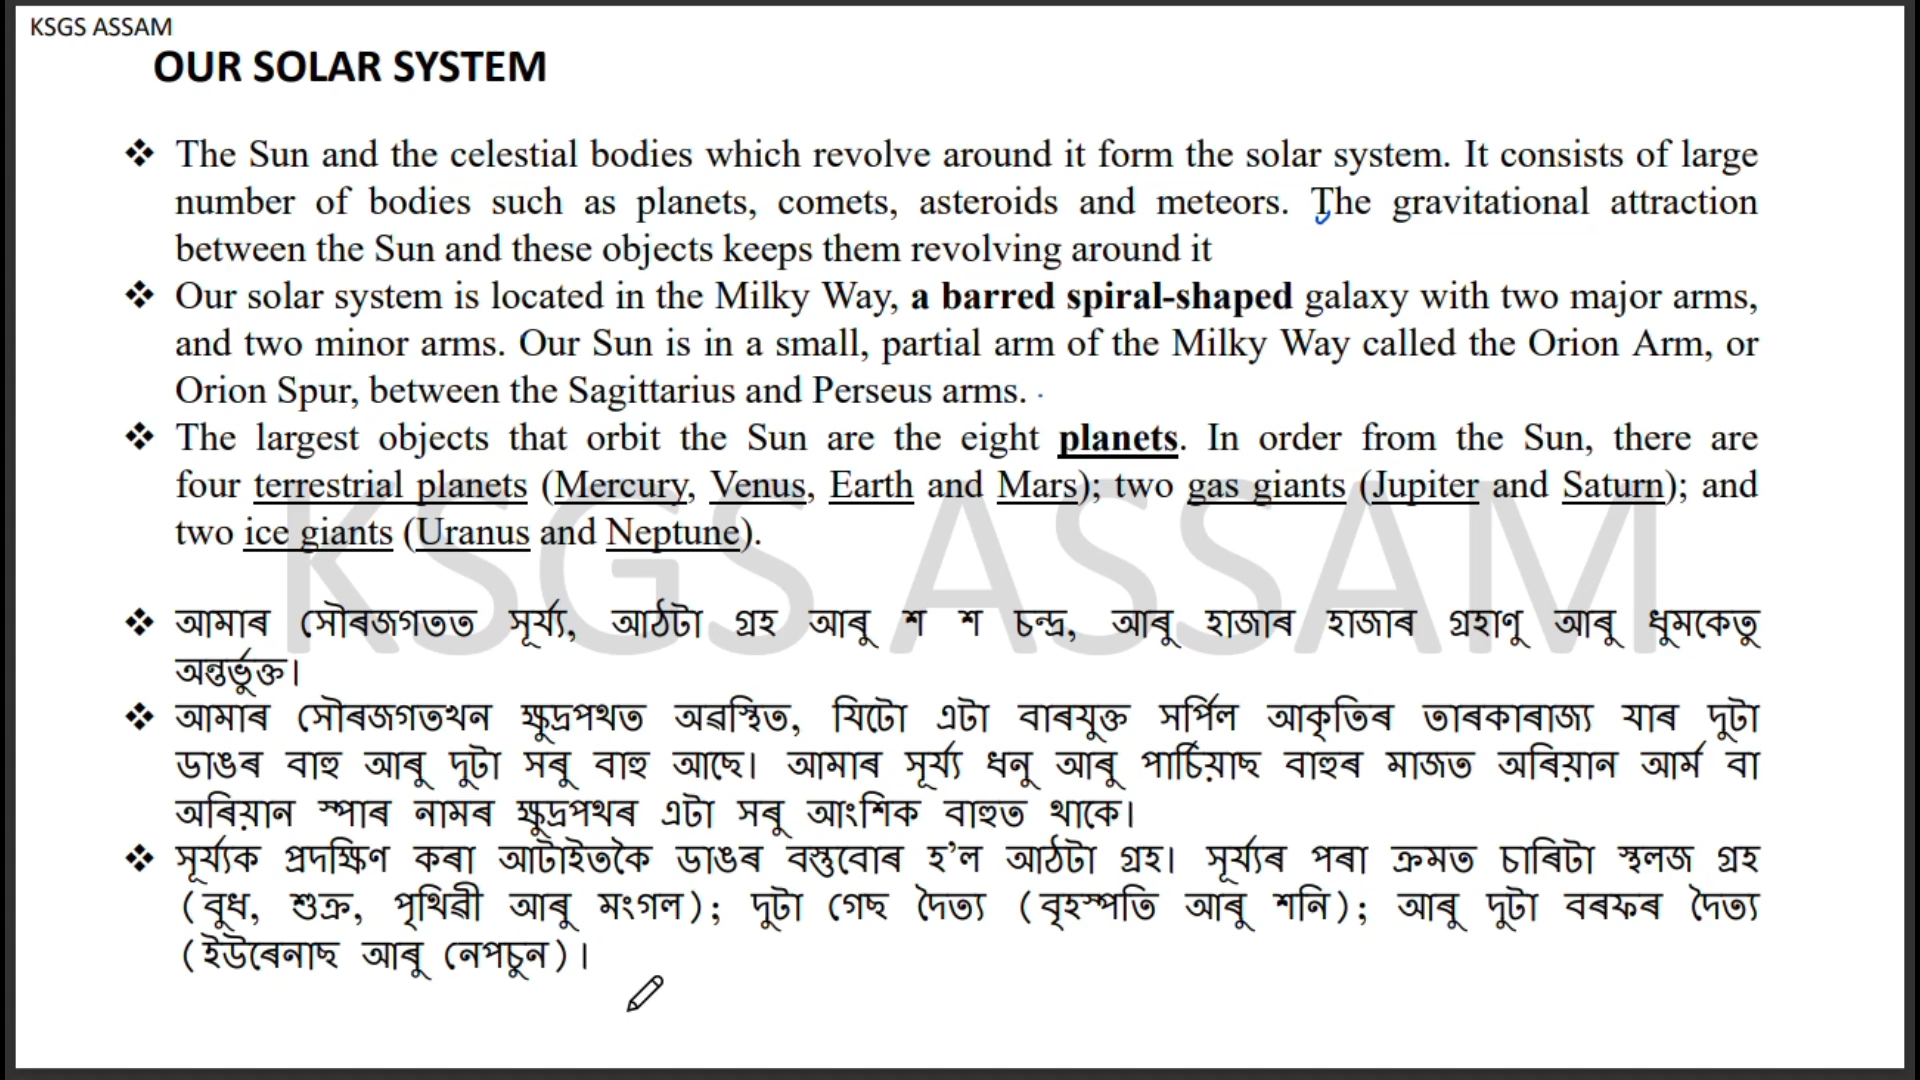 KSGS ASSAM
OUR SOLAR SYSTEM
❖ The Sun and the celestial bodies which revolve around it form the solar system. It consists of large
number of bodies such as planets, comets, asteroids and meteors. The gravitational attraction
between the Sun and these objects keeps them revolving around it
❖ Our solar system is located in the Milky Way, a barred spiral-shaped galaxy with two major arms,
and two minor arms. Our Sun is in a small, partial arm of the Milky Way called the Orion Arm, or
Orion Spur, between the Sagittarius and Perseus arms.
❖ The largest objects that orbit the Sun are the eight planets. In order from the Sun, there are
four terrestrial planets (Mercury, Venus, Earth and Mars); two gas giants (Jupiter and Saturn); and
two ice giants (Uranus and Neptune).
KSGS ASSAM
❖ আমাৰ সৌৰজগতত সূৰ্য্য, আঠটা গ্ৰহ আৰু শ শ চন্দ্ৰ, আৰু হাজাৰ হাজাৰ গ্ৰহাণু আৰু ধুমকেতু
অন্তৰ্ভুক্ত।
❖ আমাৰ সৌৰজগতখন ক্ষুদ্ৰপথত অৱস্থিত, যিটো এটা বাৰযুক্ত সৰ্পিল আকৃতিৰ তাৰকাৰাজ্য যাৰ দুটা
ডাঙৰ বাহু আৰু দুটা সৰু বাহু আছে। আমাৰ সূৰ্য্য ধনু আৰু পাৰ্চিয়াছ বাহুৰ মাজত অৰিয়ান আৰ্ম বা
অৰিয়ান স্পাৰ নামৰ ক্ষুদ্ৰপথৰ এটা সৰু আংশিক বাহুত থাকে।
❖ সূৰ্য্যক প্ৰদক্ষিণ কৰা আটাইতকৈ ডাঙৰ বস্তুবোৰ হ’ল আঠটা গ্ৰহ। সূৰ্য্যৰ পৰা ক্ৰমত চাৰিটা স্থলজ গ্ৰহ
(বুধ, শুক্ৰ, পৃথিৱী আৰু মংগল); দুটা গেছ দৈত্য (বৃহস্পতি আৰু শনি); আৰু দুটা বৰফৰ দৈত্য
(ইউৰেনাছ আৰু নেপচুন)।